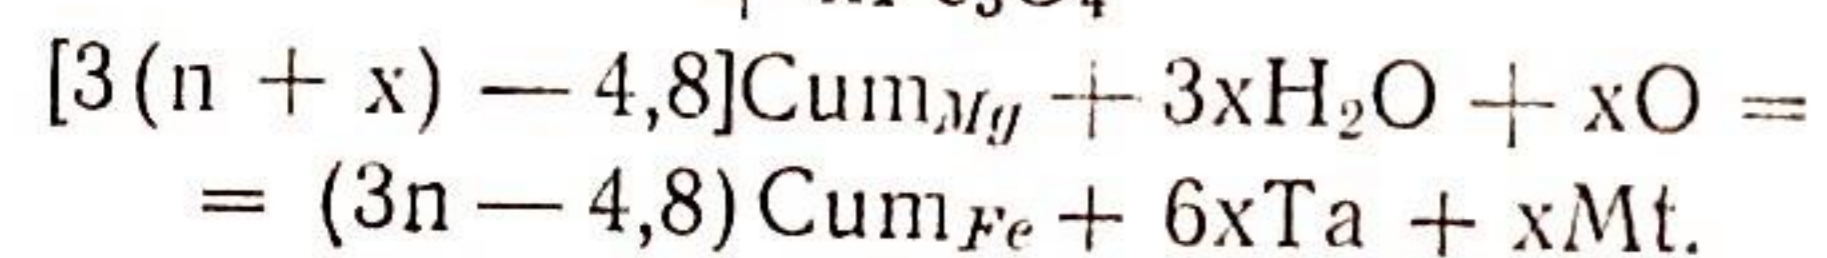 [3(n + x) — 4,8]Cum_Mg + 3xH₂O + xO =
= (3n — 4,8) Cum_Fe + 6xTa + xMt.